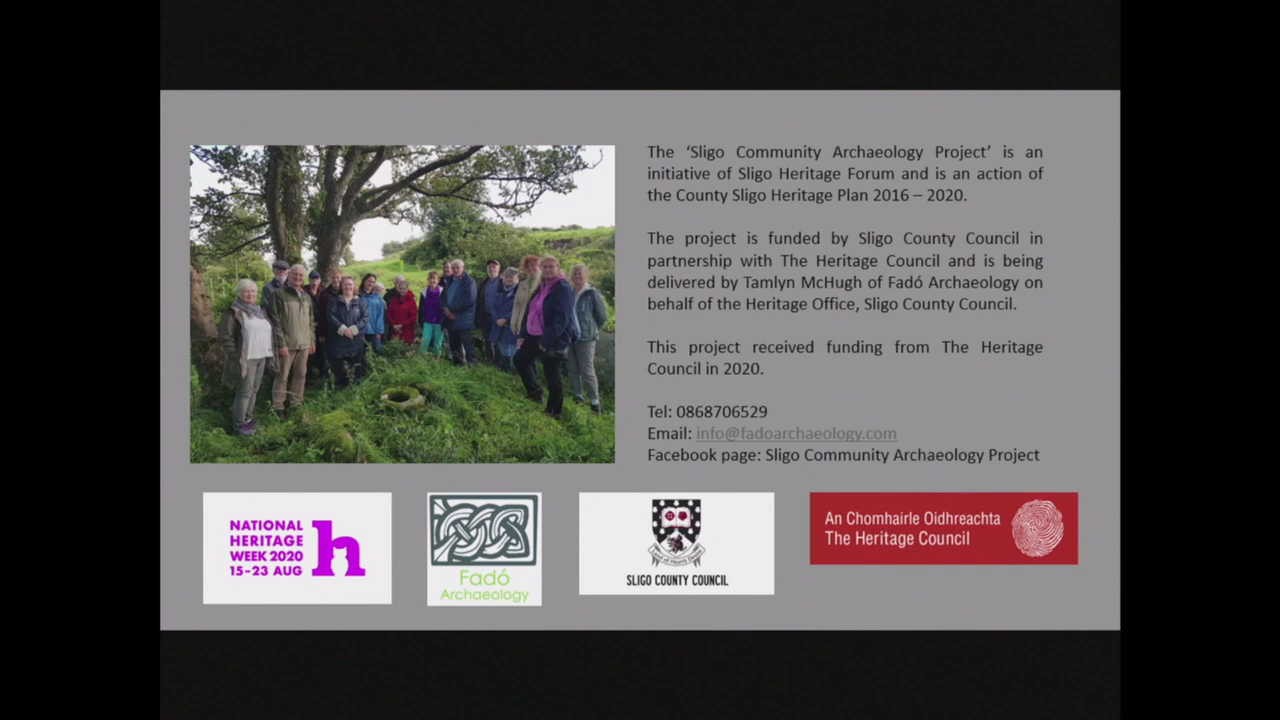 The ‘Sligo Community Archaeology Project’ is an
initiative of Sligo Heritage Forum and is an action of
the County Sligo Heritage Plan 2016 – 2020.
The project is funded by Sligo County Council in
partnership with The Heritage Council and is being
delivered by Tamlyn McHugh of Fadó Archaeology on
behalf of the Heritage Office, Sligo County Council.
This project received funding from The Heritage
Council in 2020.
Tel: 0868706529
Email: info@fadoarchaeology.com
Facebook page: Sligo Community Archaeology Project
NATIONAL
HERITAGE
WEEK 2020
15-23 AUG
h
Fadó
Archaeology
SLIGO COUNTY COUNCIL
An Chomhairle Oidhreachta
The Heritage Council